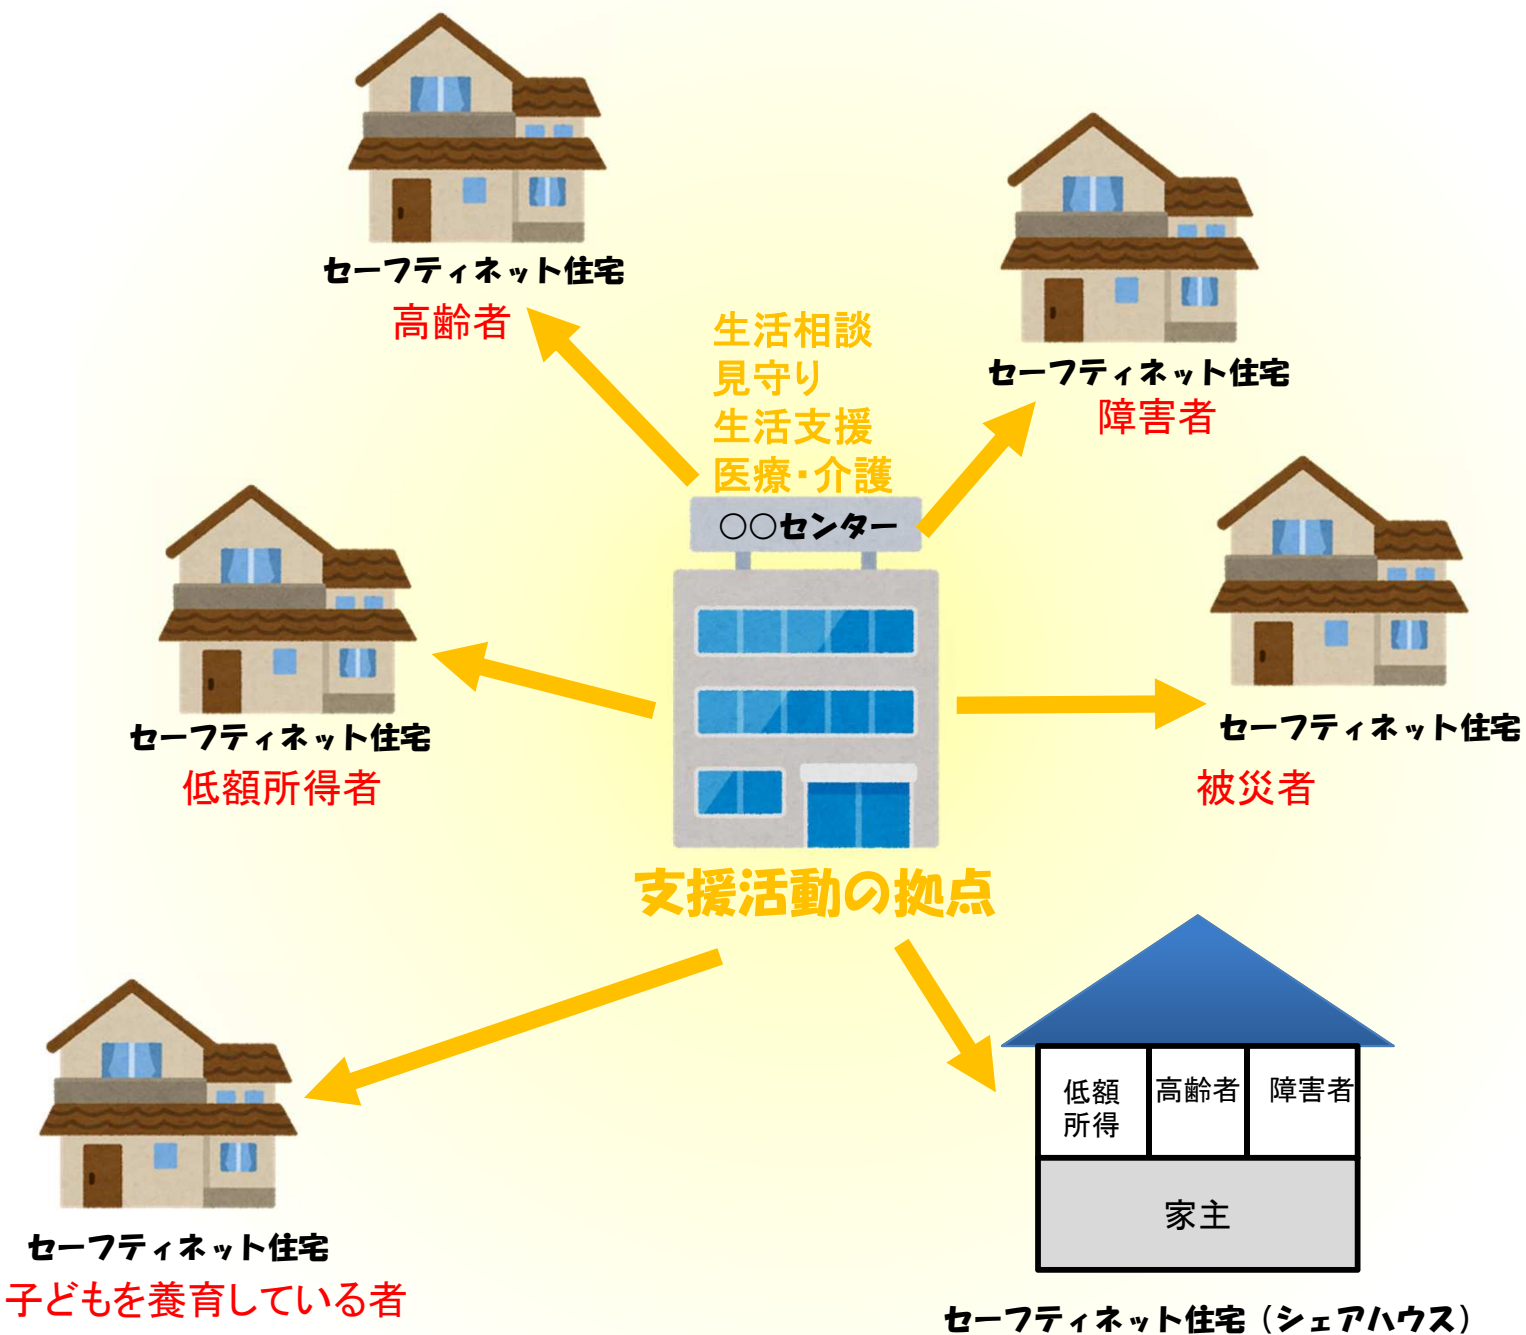 セーフティネット住宅
高齢者
生活相談
見守り
生活支援
医療・介護
セーフティネット住宅
障害者
○○センター
セーフティネット住宅
低額所得者
セーフティネット住宅
被災者
支援活動の拠点
セーフティネット住宅
子どもを養育している者
低額
所得
高齢者
障害者
家主
セーフティネット住宅（シェアハウス）